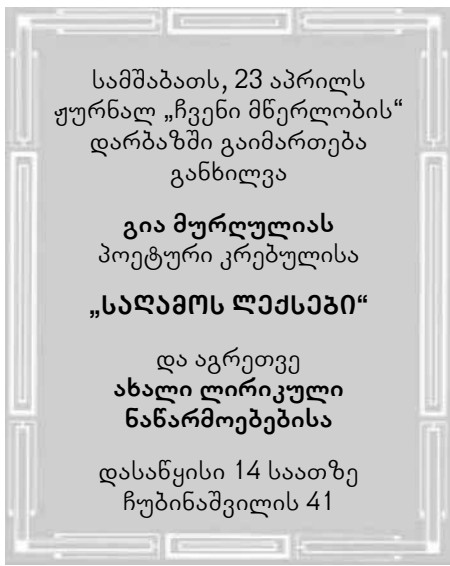 სამშაბათს, 23 აპრილს
ჟურნალ „ჩვენი მწერლობის“
დარბაზში გაიმართება
განხილვა
გია მურღულიას
პოეტური კრებულისა
„საღამოს ლექსები“
და აგრეთვე
ახალი ლირიკული
ნაწარმოებებისა
დასაწყისი 14 საათზე
ჩუბინაშვილის 41